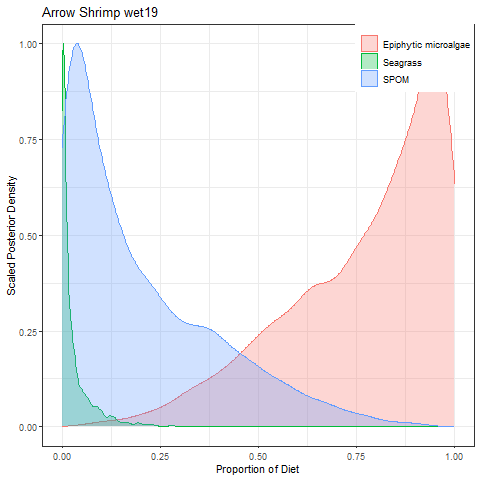 Arrow Shrimp wet19
Epiphytic microalgae
Seagrass
SPOM
1.00
0.75
0.50
0.25
0.00
Scaled Posterior Density
0.00 0.25 0.50 0.75 1.00
Proportion of Diet